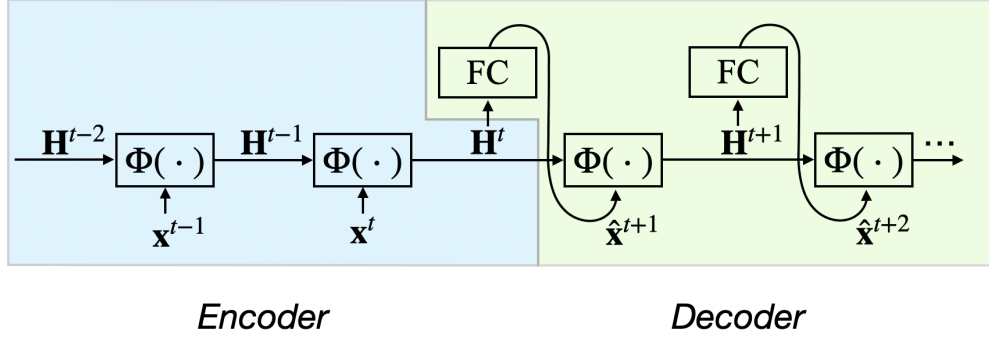 FC FC
H^{t-2} H^{t-1} H^t H^{t+1} ...
Φ(·) Φ(·) Φ(·) Φ(·)
x^{t-1} x^t x̂^{t+1} x̂^{t+2}
Encoder Decoder